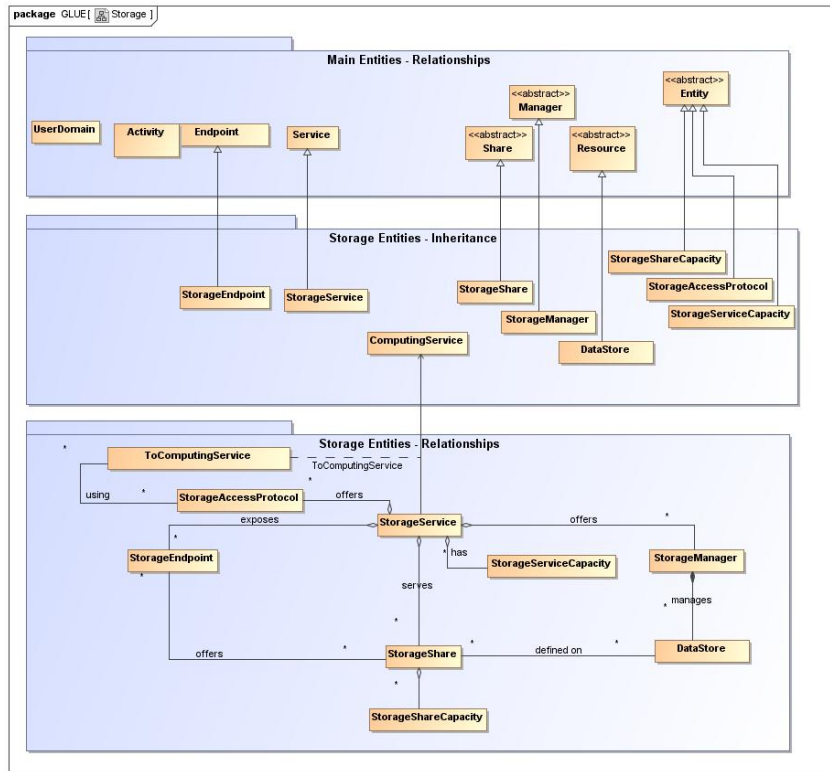 package GLUE[ Storage ]
Main Entities - Relationships
<<abstract>>
Entity
<<abstract>>
Manager
UserDomain
Activity
Endpoint
Service
<<abstract>>
Share
<<abstract>>
Resource
Storage Entities - Inheritance
StorageShareCapacity
StorageEndpoint
StorageService
StorageShare
StorageAccessProtocol
StorageManager
StorageServiceCapacity
ComputingService
DataStore
Storage Entities - Relationships
*
ToComputingService
ToComputingService
*
using
*
StorageAccessProtocol
offers
StorageService
exposes
offers
*
*
StorageEndpoint
*
has
StorageServiceCapacity
StorageManager
*
serves
manages
*
*
offers
*
StorageShare
*
defined on
*
DataStore
*
StorageShareCapacity